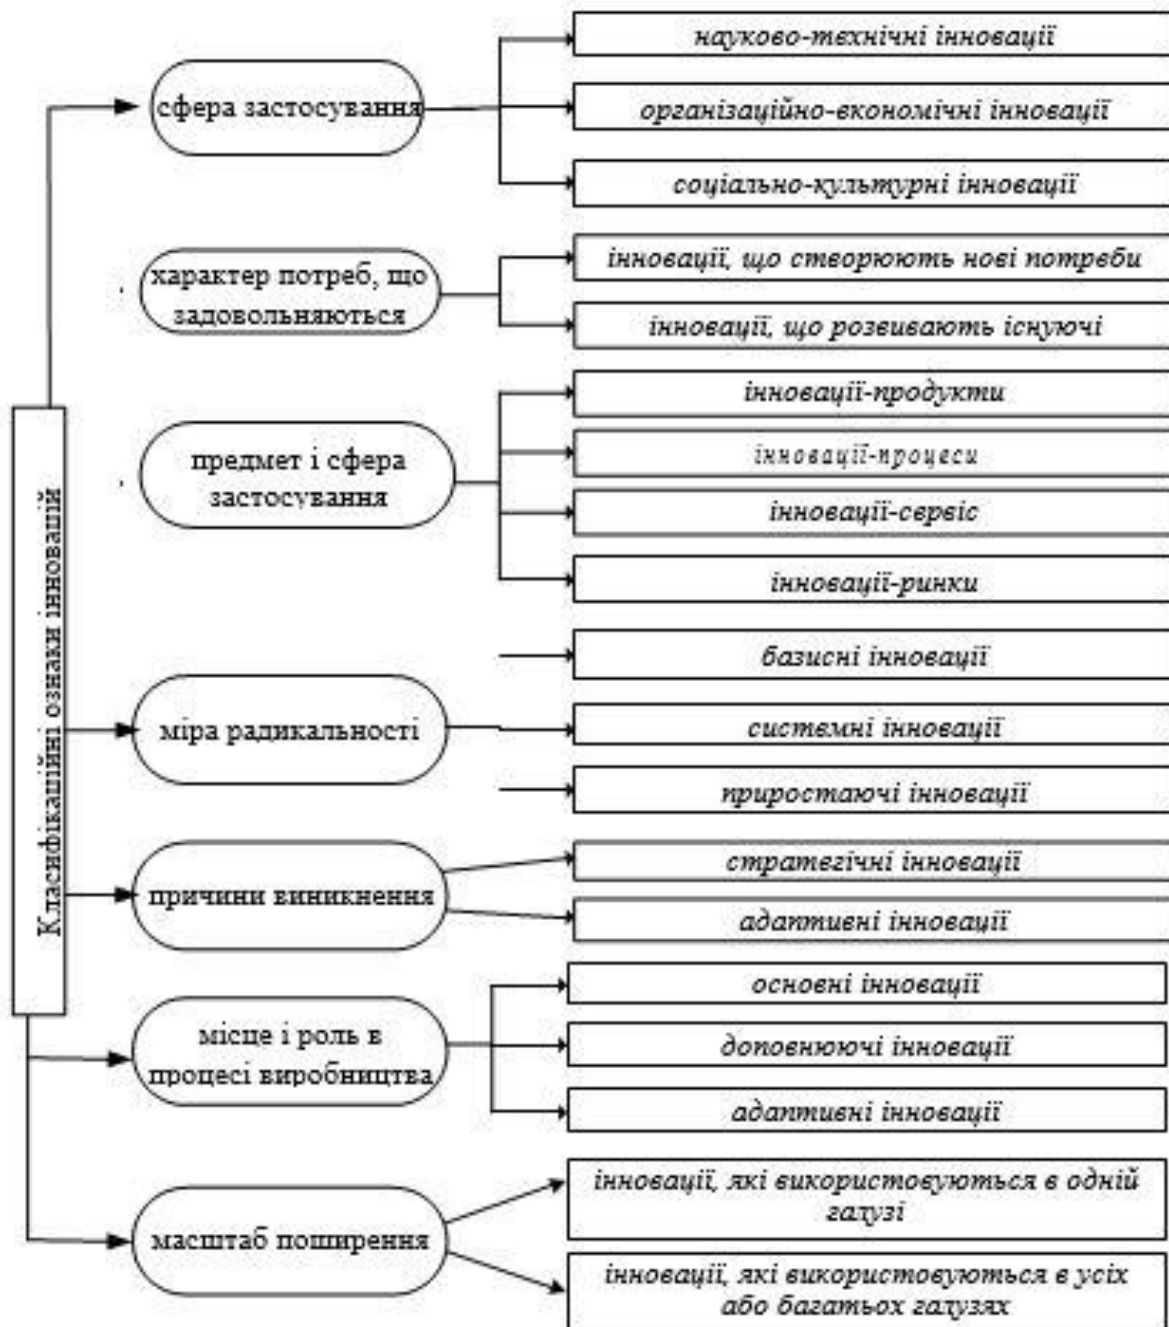 Класифікаційні ознаки інновацій
сфера застосування
науково-технічні інновації
організаційно-економічні інновації
соціально-культурні інновації
характер потреб, що
задовольняються
інновації, що створюють нові потреби
інновації, що розвивають існуючі
предмет і сфера
застосування
інновації-продукти
інновації-процеси
інновації-сервіс
інновації-ринки
міра радикальності
базисні інновації
системні інновації
приростаючі інновації
причини виникнення
стратегічні інновації
адаптивні інновації
місце і роль в
процесі виробництва
основні інновації
доповнюючі інновації
адаптивні інновації
масштаб поширення
інновації, які використовуються в одній
галузі
інновації, які використовуються в усіх
або багатьох галузях